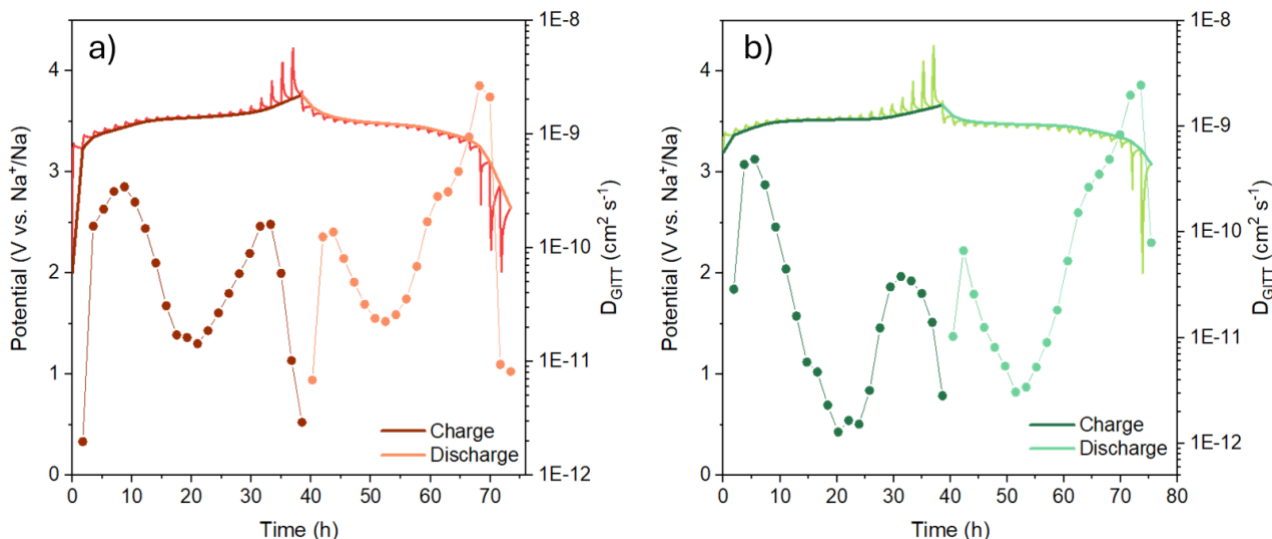 a)
Potential (V vs. Na⁺/Na)
4
3
2
1
0
0 10 20 30 40 50 60 70
Time (h)
1E-8
1E-9
1E-10
1E-11
1E-12
D_GITT (cm² s⁻¹)
Charge
Discharge
b)
Potential (V vs. Na⁺/Na)
4
3
2
1
0
0 10 20 30 40 50 60 70 80
Time (h)
1E-8
1E-9
1E-10
1E-11
1E-12
D_GITT (cm² s⁻¹)
Charge
Discharge